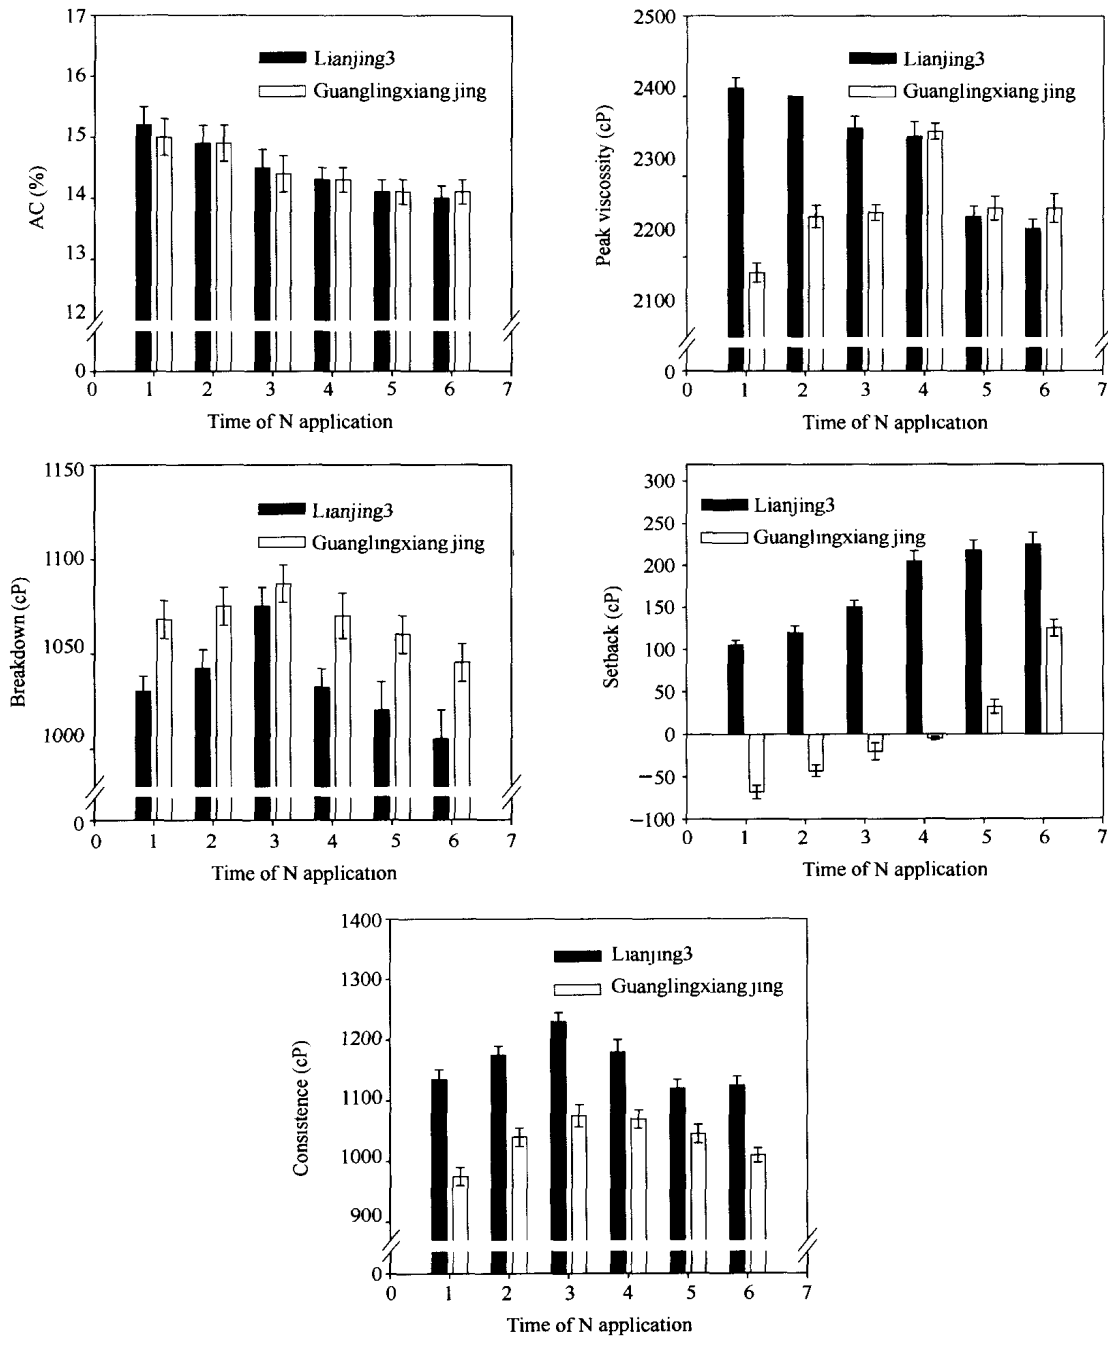 17
16
15
14
13
12
0
AC (%)
Lianjing3
Guanglingxiang jing
0 1 2 3 4 5 6 7
Time of N application
2500
2400
2300
2200
2100
0
Peak viscossity (cP)
Lianjing3
Guanglingxiang jing
0 1 2 3 4 5 6 7
Time of N application
1150
1100
1050
1000
0
Breakdown (cP)
Lianjing3
Guanglingxiang jing
0 1 2 3 4 5 6 7
Time of N application
300
250
200
150
100
50
0
−50
−100
Setback (cP)
Lianjing3
Guanglingxiang jing
0 1 2 3 4 5 6 7
Time of N application
1400
1300
1200
1100
1000
900
0
Consistence (cP)
Lianjing3
Guanglingxiang jing
0 1 2 3 4 5 6 7
Time of N application